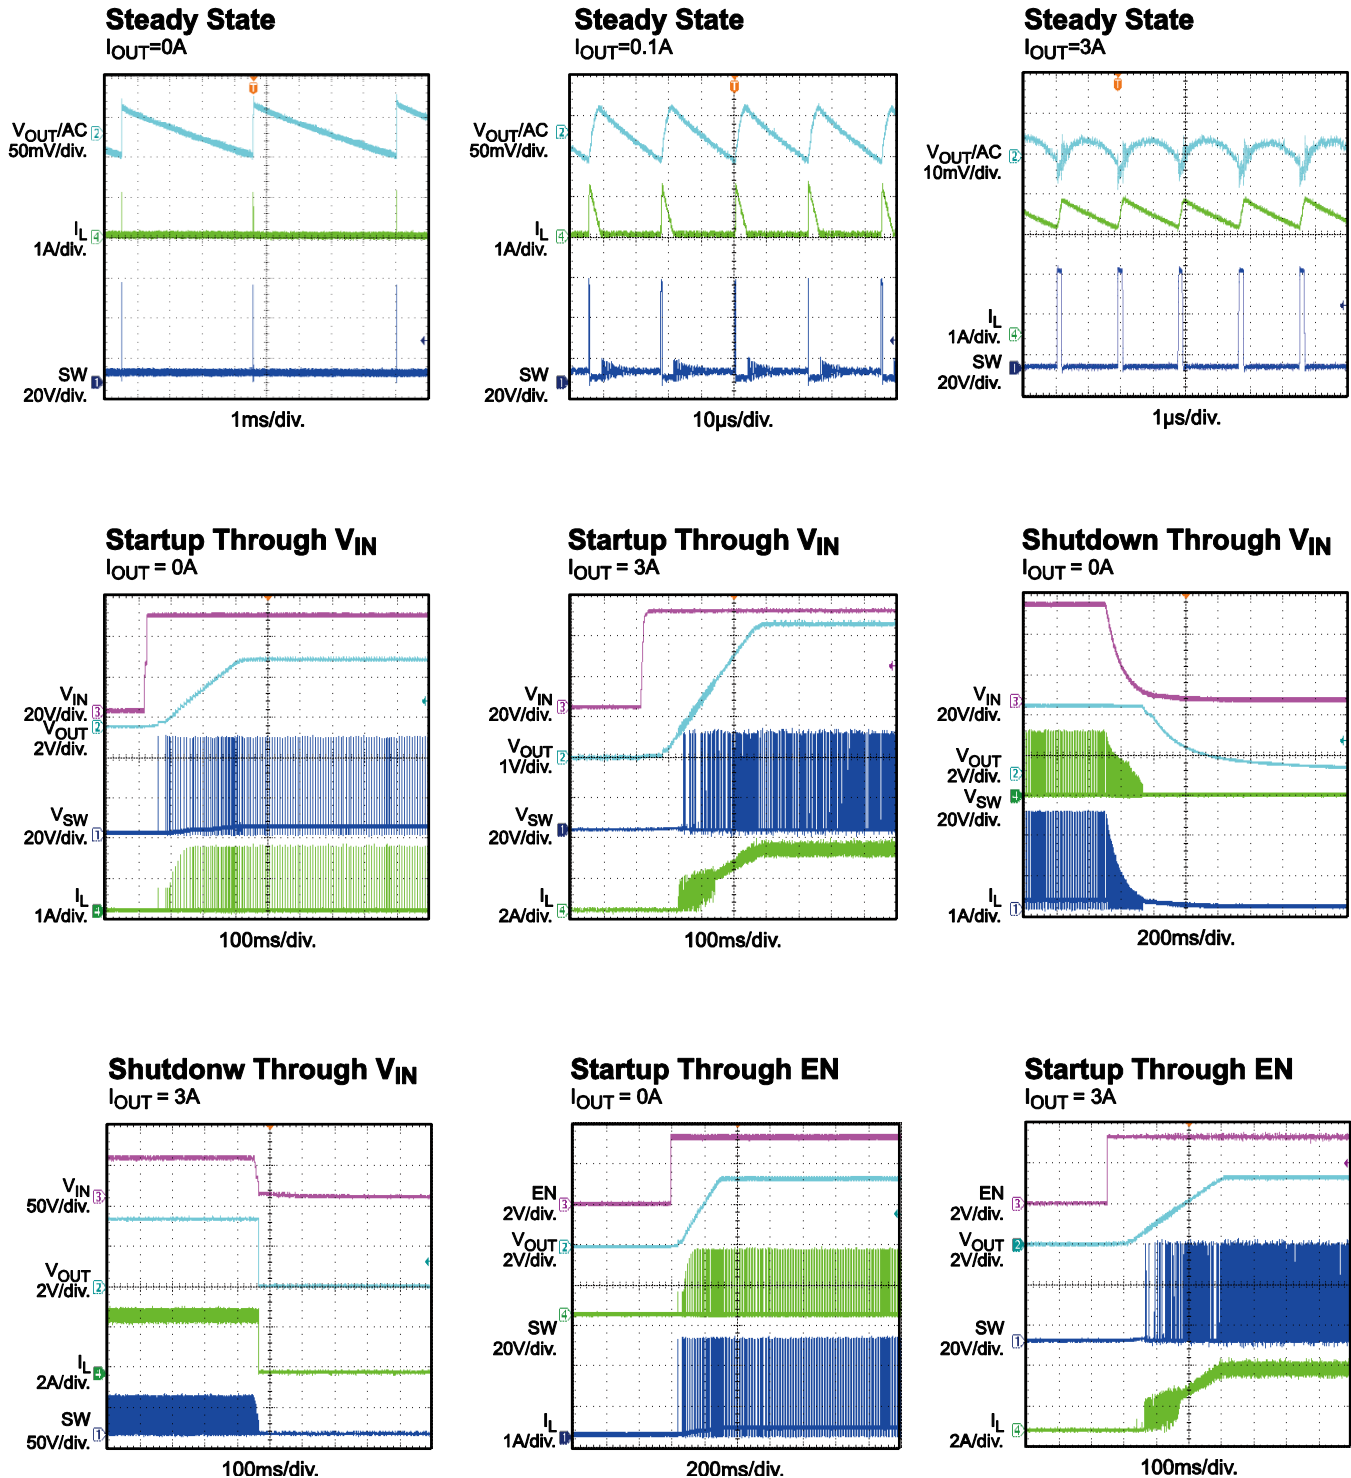 Steady State
IOUT=0A
VOUT/AC
50mV/div.
IL
1A/div.
SW
20V/div.
1ms/div.
Steady State
IOUT=0.1A
VOUT/AC
50mV/div.
IL
1A/div.
SW
20V/div.
10µs/div.
Steady State
IOUT=3A
VOUT/AC
10mV/div.
IL
1A/div.
SW
20V/div.
1µs/div.
Startup Through VIN
IOUT = 0A
VIN
20V/div.
VOUT
2V/div.
VSW
20V/div.
IL
1A/div.
100ms/div.
Startup Through VIN
IOUT = 3A
VIN
20V/div.
VOUT
1V/div.
VSW
20V/div.
IL
2A/div.
100ms/div.
Shutdown Through VIN
IOUT = 0A
VIN
20V/div.
VOUT
2V/div.
VSW
20V/div.
IL
1A/div.
200ms/div.
Shutdonw Through VIN
IOUT = 3A
VIN
50V/div.
VOUT
2V/div.
IL
2A/div.
SW
50V/div.
100ms/div.
Startup Through EN
IOUT = 0A
EN
2V/div.
VOUT
2V/div.
SW
20V/div.
IL
1A/div.
200ms/div.
Startup Through EN
IOUT = 3A
EN
2V/div.
VOUT
2V/div.
SW
20V/div.
IL
2A/div.
100ms/div.